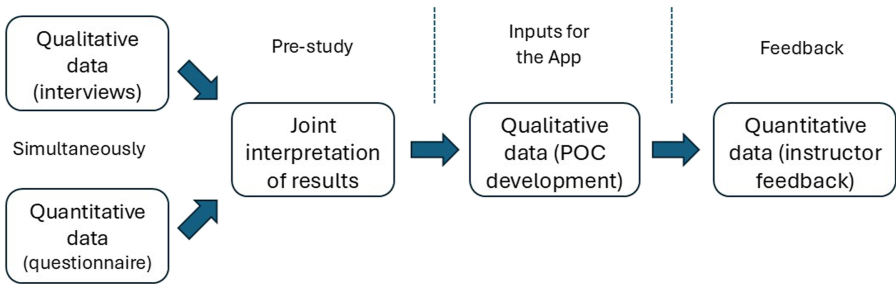 Qualitative
data
(interviews)
Simultaneously
Quantitative
data
(questionnaire)
Pre-study
Joint
interpretation
of results
Inputs for
the App
Qualitative
data (POC
development)
Feedback
Quantitative
data (instructor
feedback)